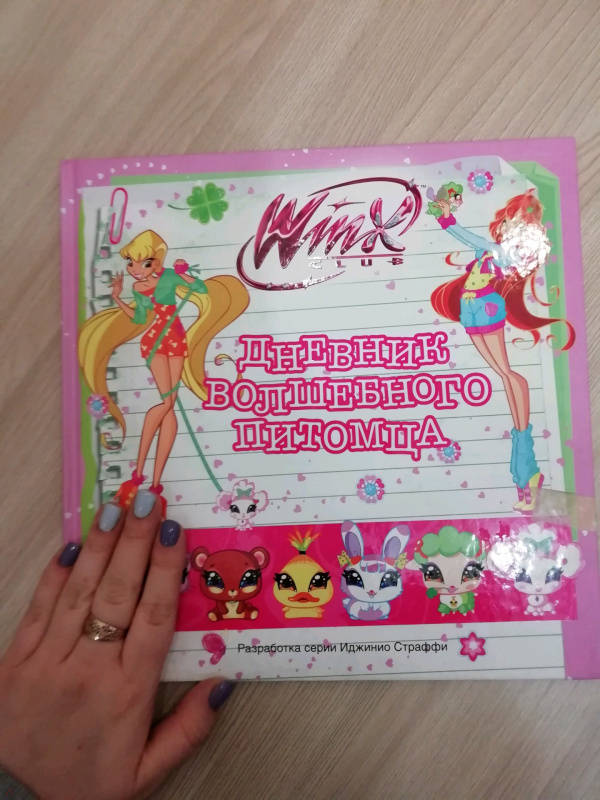 Winx
CLUB
ДНЕВНИК
ВОЛШЕБНОГО
ПИТОМЦА
Разработка серии Иджинио Страффи